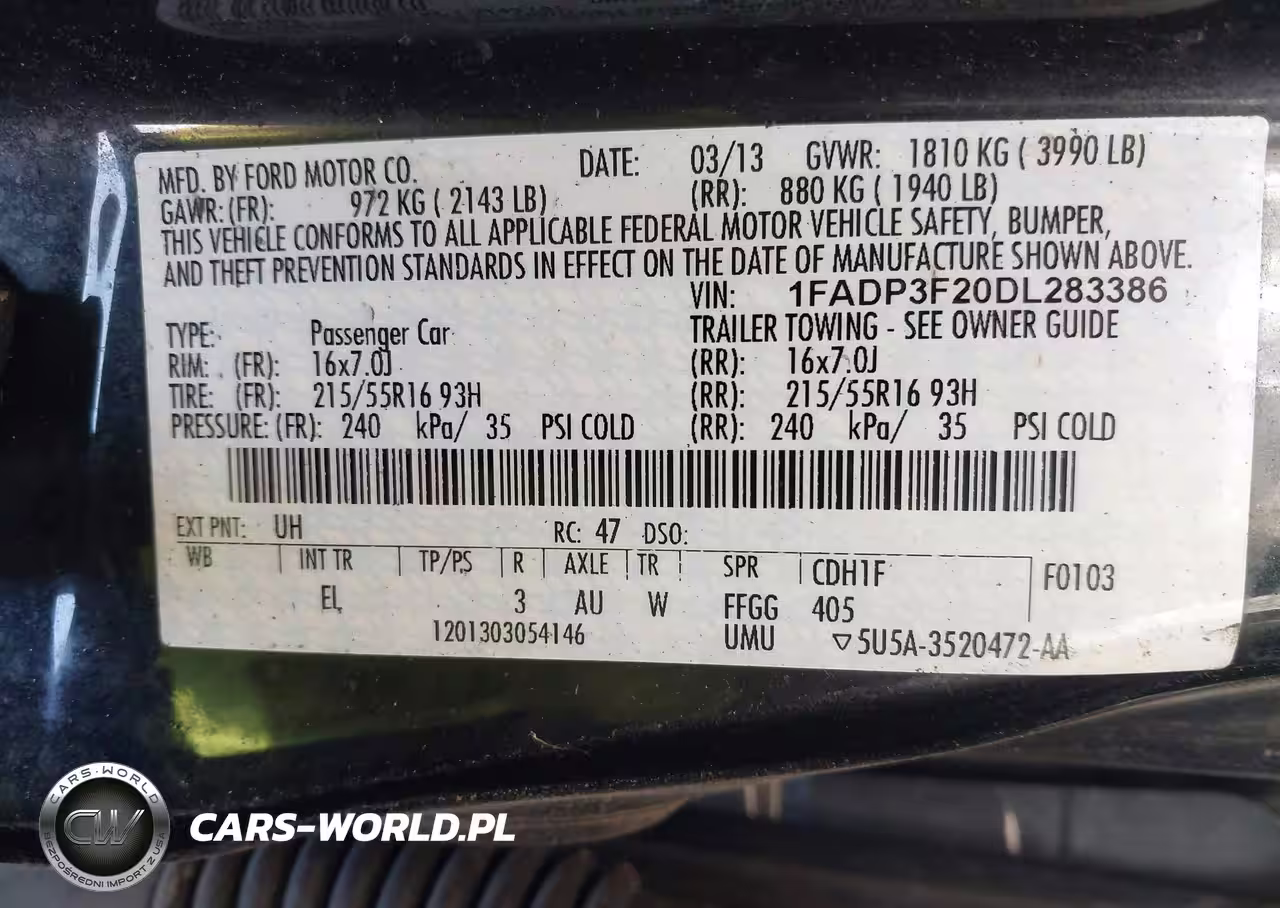 MFD. BY FORD MOTOR CO. DATE: 03/13 GVWR: 1810 KG ( 3990 LB)
GAWR: (FR): 972 KG ( 2143 LB) (RR): 880 KG ( 1940 LB)
THIS VEHICLE CONFORMS TO ALL APPLICABLE FEDERAL MOTOR VEHICLE SAFETY, BUMPER,
AND THEFT PREVENTION STANDARDS IN EFFECT ON THE DATE OF MANUFACTURE SHOWN ABOVE.
VIN: 1FADP3F20DL283386
TYPE: Passenger Car TRAILER TOWING - SEE OWNER GUIDE
RIM: (FR): 16x7.0J (RR): 16x7.0J
TIRE: (FR): 215/55R16 93H (RR): 215/55R16 93H
PRESSURE: (FR): 240 kPa/ 35 PSI COLD (RR): 240 kPa/ 35 PSI COLD
EXT PNT: UH RC: 47 DSO:
WB INT TR TP/PS R AXLE TR SPR CDH1F F0103
EL 3 AU W FFGG 405
1201303054146 UMU ▽5U5A-3520472-AA
CARS-WORLD
CW
BEZPOŚREDNI IMPORT Z USA
CARS-WORLD.PL